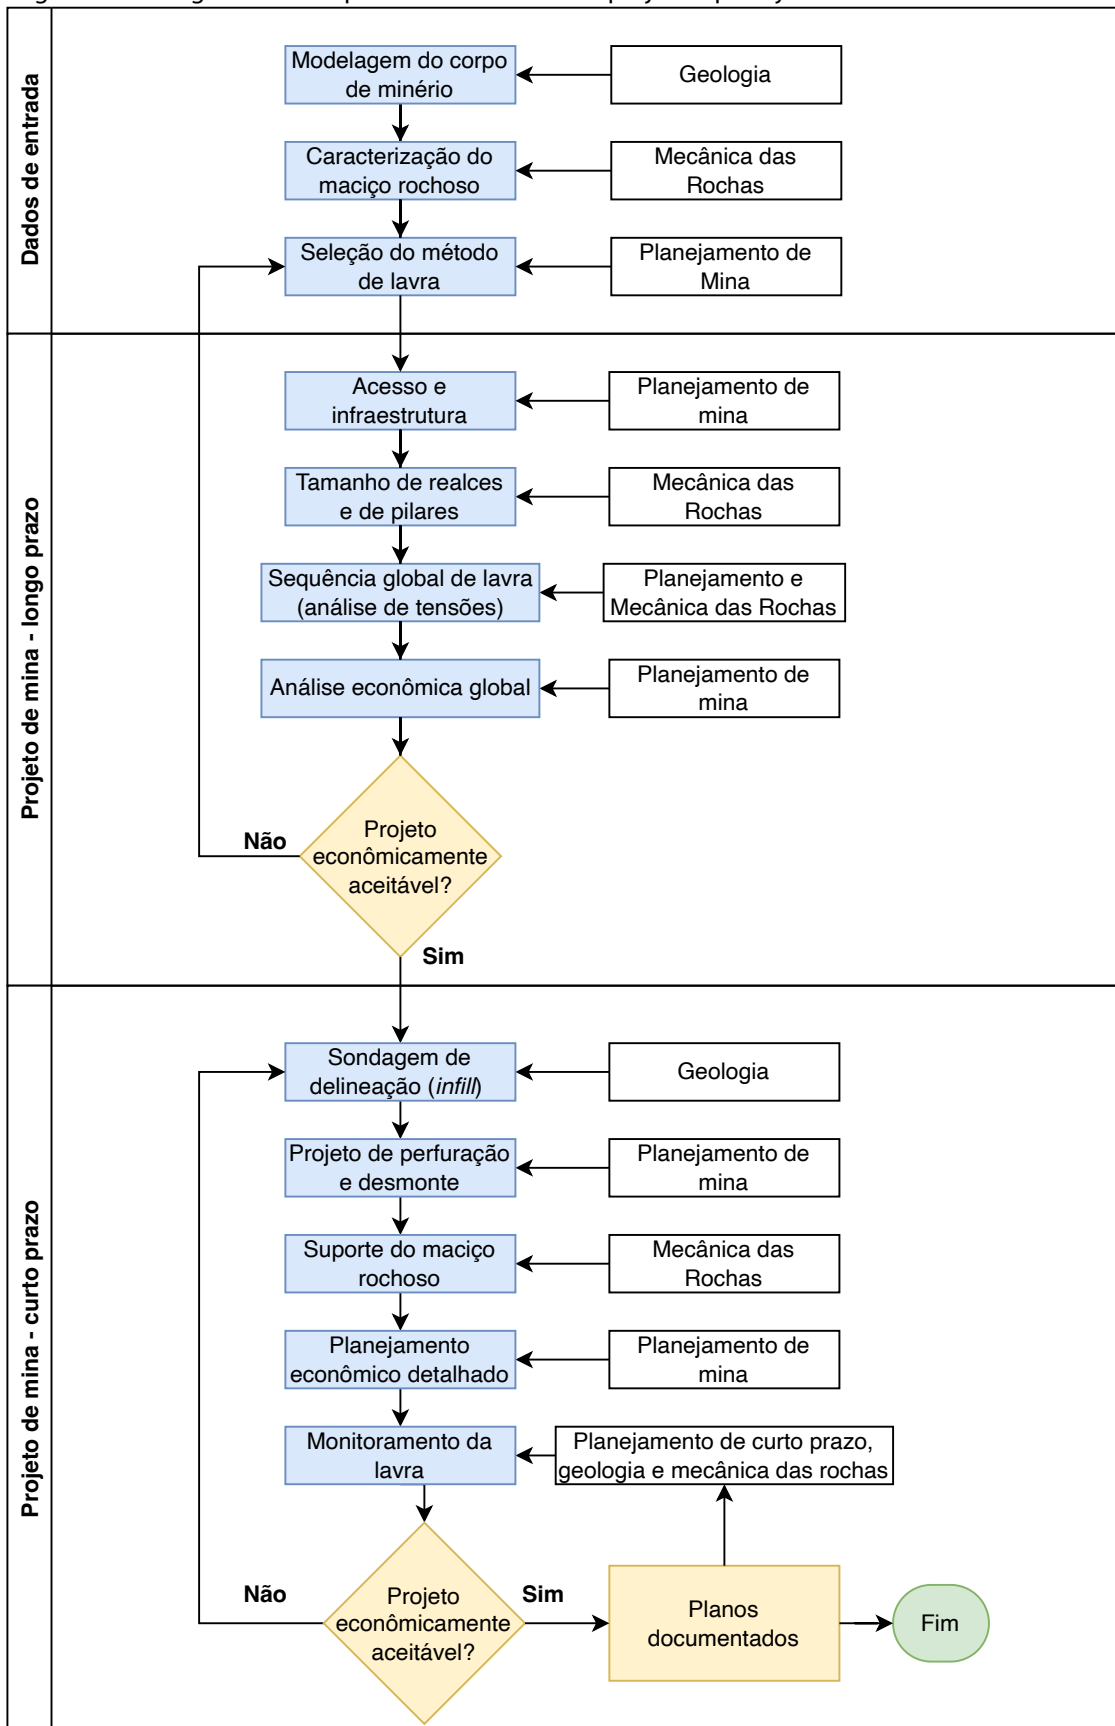 Dados de entrada
Modelagem do corpo
de minério
Geologia
Caracterização do
maciço rochoso
Mecânica das
Rochas
Seleção do método
de lavra
Planejamento de
Mina
Projeto de mina - longo prazo
Acesso e
infraestrutura
Planejamento de
mina
Tamanho de realces
e de pilares
Mecânica das
Rochas
Sequência global de lavra
(análise de tensões)
Planejamento e
Mecânica das Rochas
Análise econômica global
Planejamento de
mina
Projeto
econômicamente
aceitável?
Não
Sim
Projeto de mina - curto prazo
Sondagem de
delineação (infill)
Geologia
Projeto de perfuração
e desmonte
Planejamento de
mina
Suporte do maciço
rochoso
Mecânica das
Rochas
Planejamento
econômico detalhado
Planejamento de
mina
Monitoramento da
lavra
Planejamento de curto prazo,
geologia e mecânica das rochas
Projeto
econômicamente
aceitável?
Não
Sim
Planos
documentados
Fim